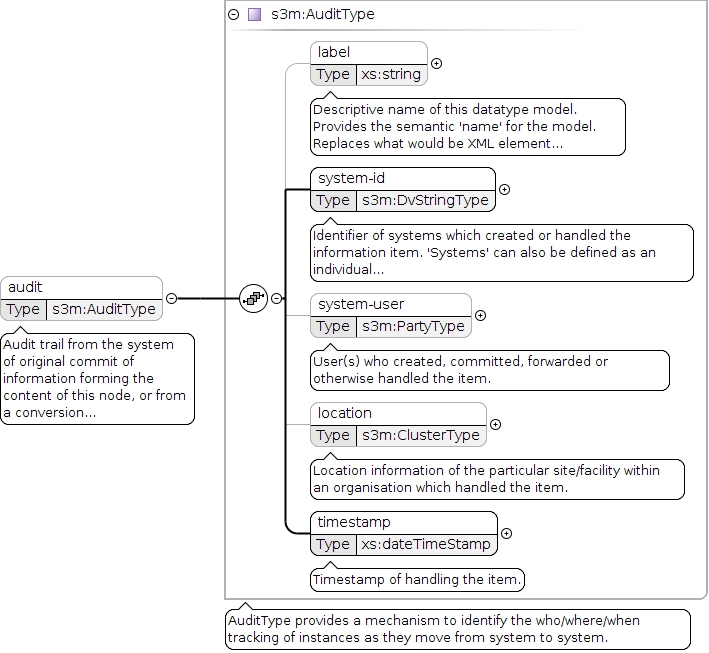 s3m:AuditType
label
Type xs:string
Descriptive name of this datatype model.
Provides the semantic 'name' for the model.
Replaces what would be XML element...
system-id
Type s3m:DvStringType
Identifier of systems which created or handled the
information item. 'Systems' can also be defined as an
individual...
audit
Type s3m:AuditType
Audit trail from the system
of original commit of
information forming the
content of this node, or from
a conversion...
system-user
Type s3m:PartyType
User(s) who created, committed, forwarded or
otherwise handled the item.
location
Type s3m:ClusterType
Location information of the particular site/facility within
an organisation which handled the item.
timestamp
Type xs:dateTimeStamp
Timestamp of handling the item.
AuditType provides a mechanism to identify the who/where/when
tracking of instances as they move from system to system.